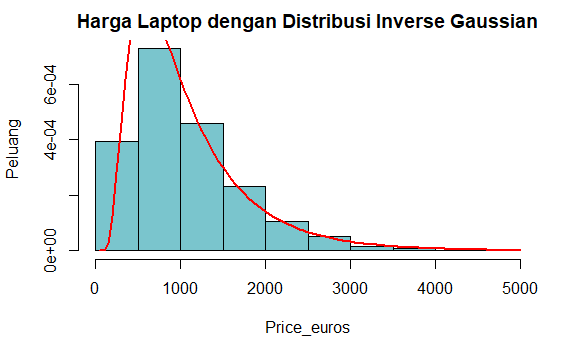 Harga Laptop dengan Distribusi Inverse Gaussian
Peluang
6e-04
4e-04
0e+00
0 1000 2000 3000 4000 5000
Price_euros